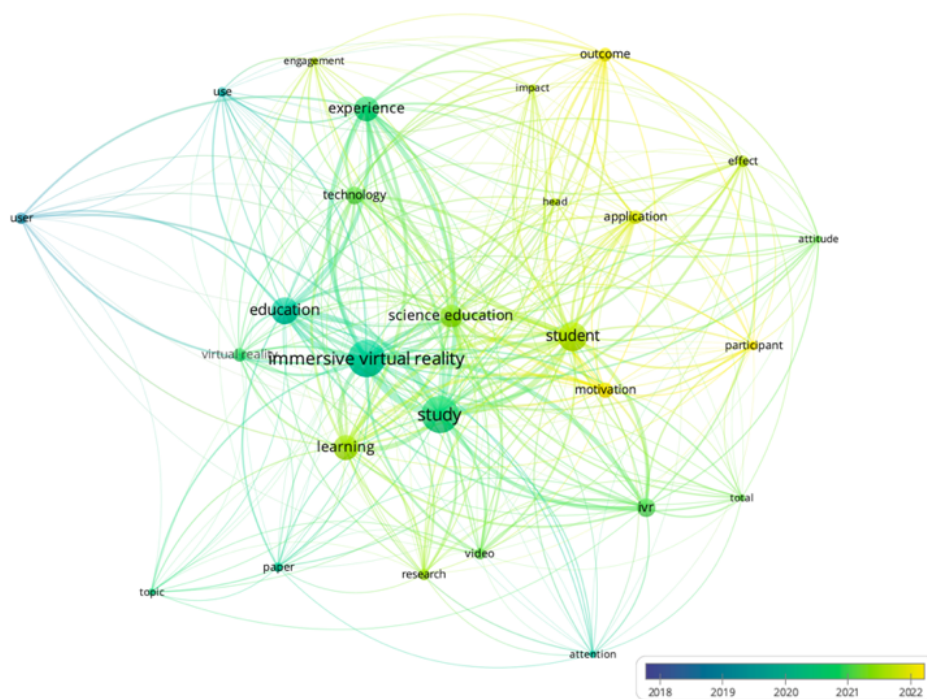 outcome
engagement
impact
use
experience
effect
technology
head
application
user
attitude
education
science education
student
virtual reality
immersive virtual reality
participant
motivation
study
learning
total
ivr
video
paper
research
topic
attention
2018 2019 2020 2021 2022